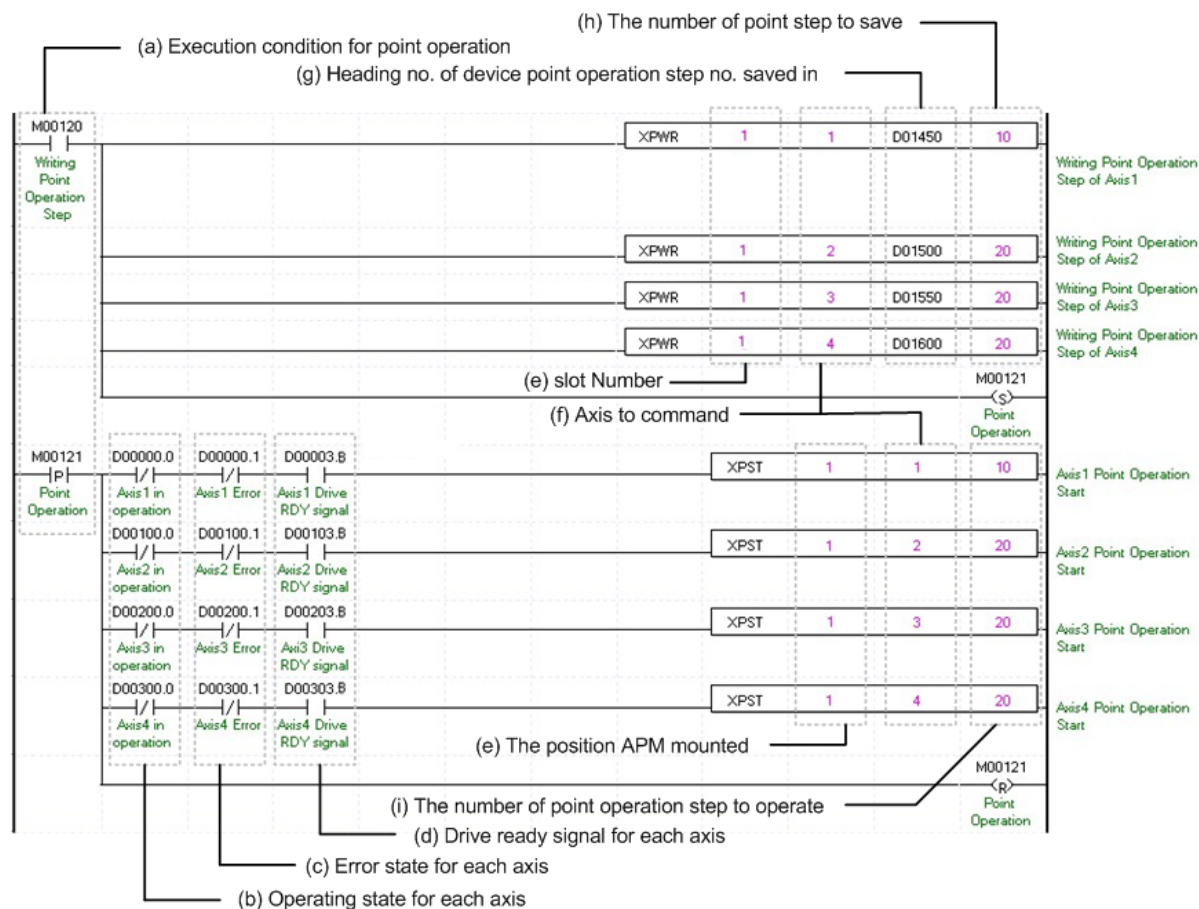 (h) The number of point step to save
(a) Execution condition for point operation
(g) Heading no. of device point operation step no. saved in
M00120
XPWR 1 1 D01450 10
Writing
Point
Operation
Step
Writing Point Operation
Step of Axis1
XPWR 1 2 D01500 20
Writing Point Operation
Step of Axis2
XPWR 1 3 D01550 20
Writing Point Operation
Step of Axis3
XPWR 1 4 D01600 20
Writing Point Operation
Step of Axis4
(e) slot Number
M00121
S
Point
Operation
(f) Axis to command
M00121
P
Point
Operation
D00000.0 D00000.1 D00003.B
Axis1 in
operation
Axis1 Error
Axis1 Drive
RDY signal
XPST 1 1 10
Axis1 Point Operation
Start
D00100.0 D00100.1 D00103.B
Axis2 in
operation
Axis2 Error
Axis2 Drive
RDY signal
XPST 1 2 20
Axis2 Point Operation
Start
D00200.0 D00200.1 D00203.B
Axis3 in
operation
Axis3 Error
Axi3 Drive
RDY signal
XPST 1 3 20
Axis3 Point Operation
Start
D00300.0 D00300.1 D00303.B
Axis4 in
operation
Axis4 Error
Axis4 Drive
RDY signal
XPST 1 4 20
Axis4 Point Operation
Start
(e) The position APM mounted
M00121
R
Point
Operation
(i) The number of point operation step to operate
(d) Drive ready signal for each axis
(c) Error state for each axis
(b) Operating state for each axis